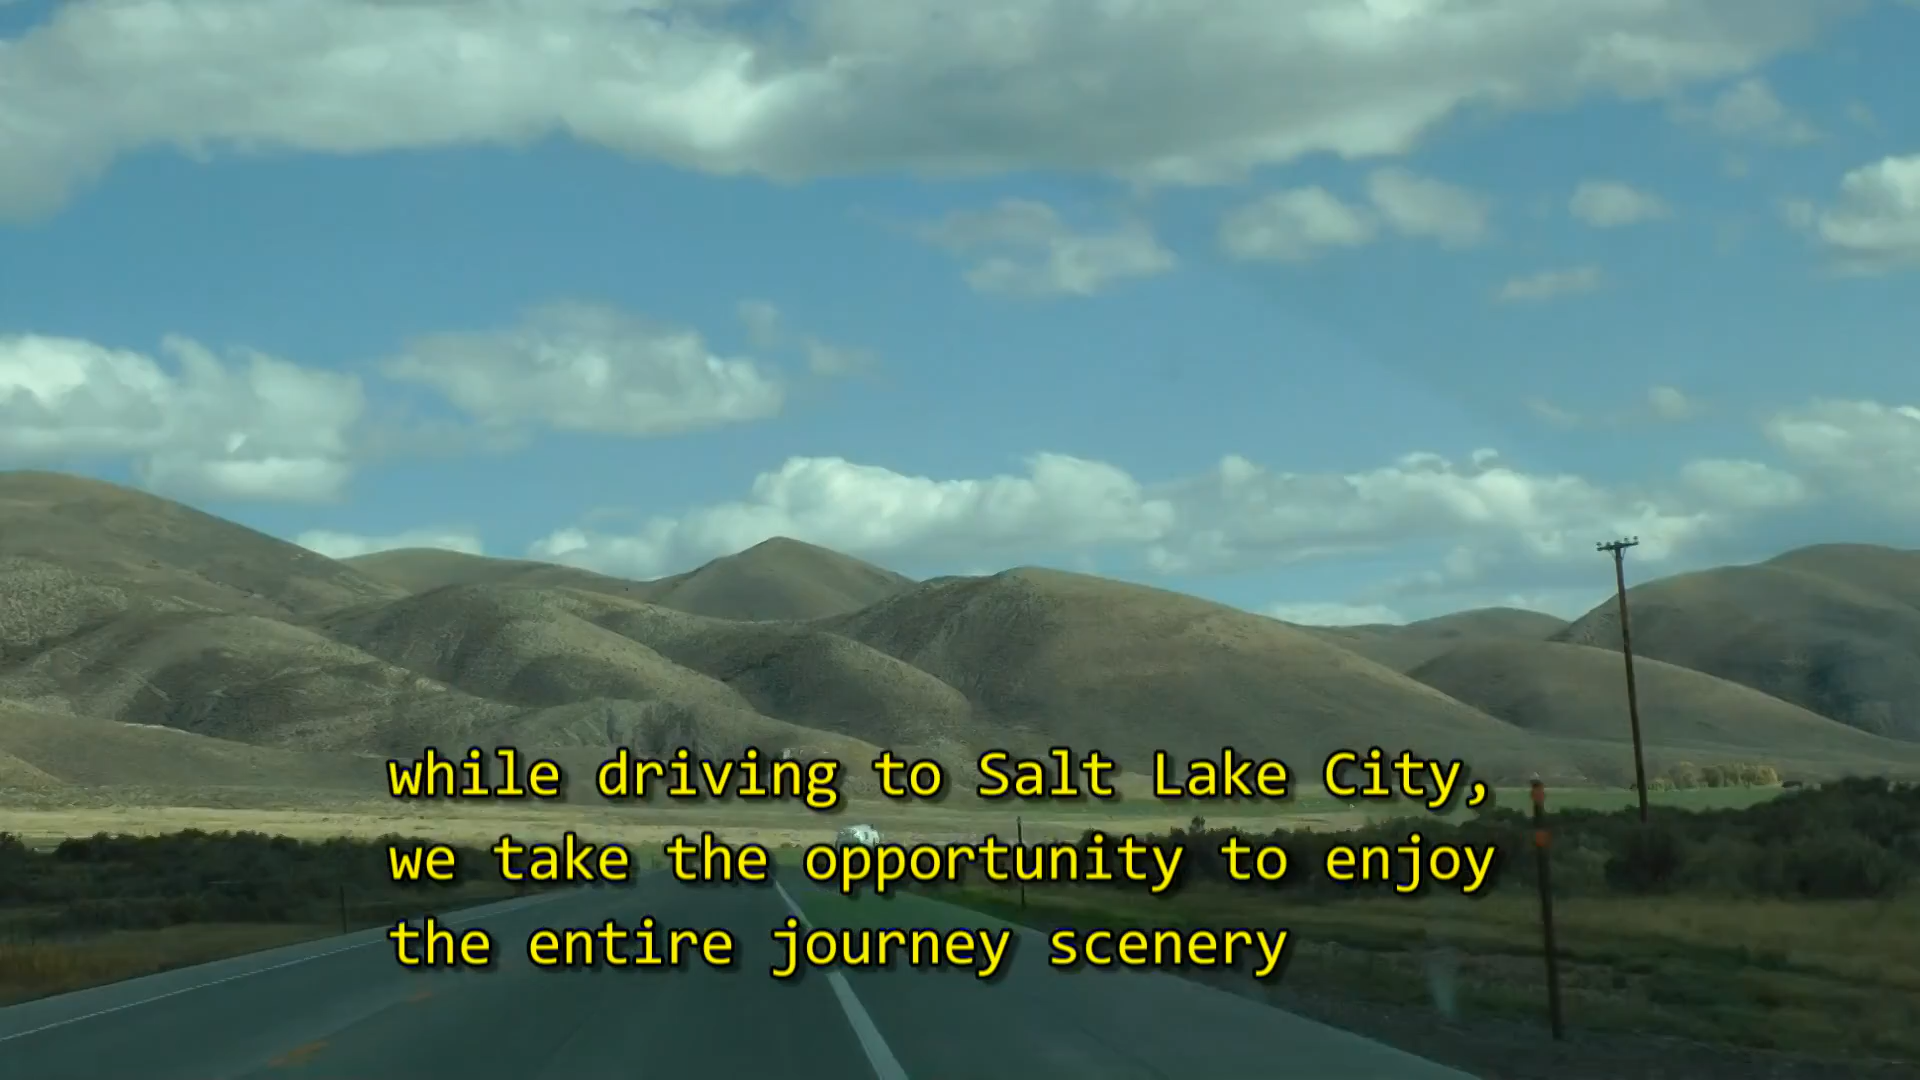 while driving to Salt Lake City,
we take the opportunity to enjoy
the entire journey scenery